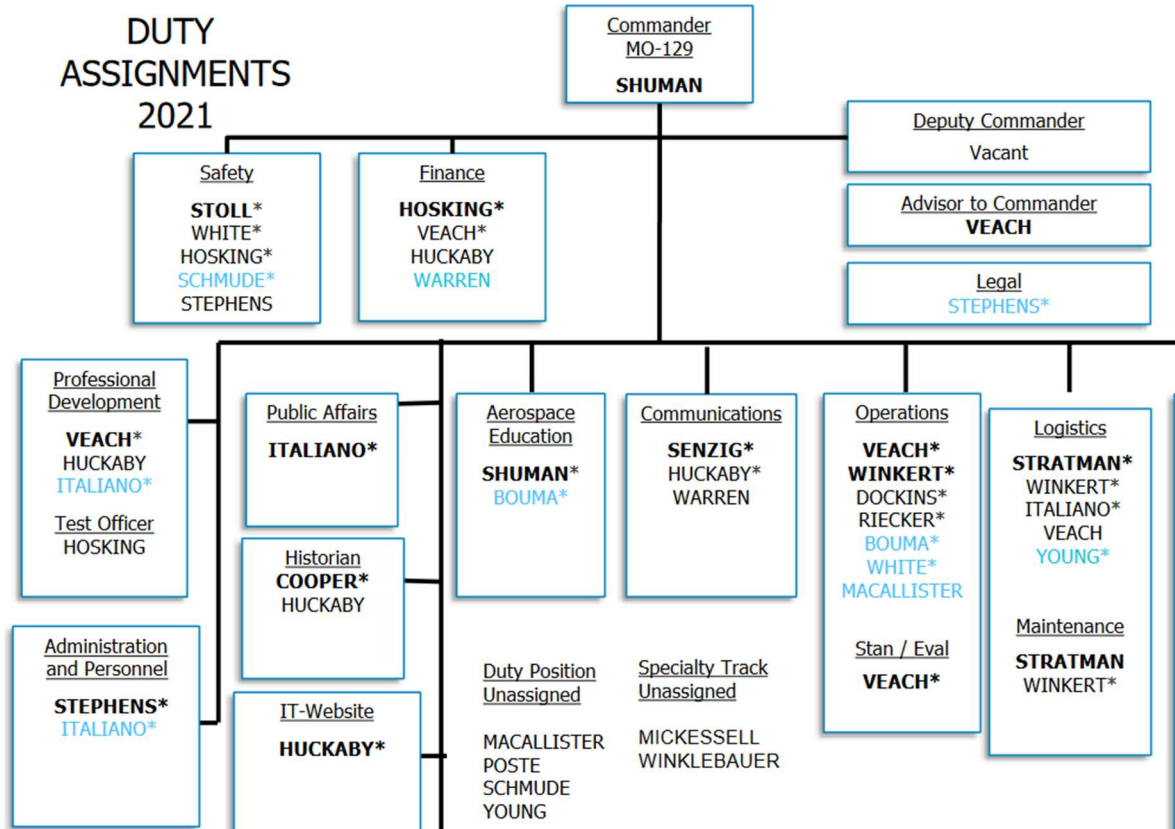 DUTY
ASSIGNMENTS
2021
Commander
MO-129
SHUMAN
Deputy Commander
Vacant
Advisor to Commander
VEACH
Legal
STEPHENS*
Safety
STOLL*
WHITE*
HOSKING*
SCHMUDE*
STEPHENS
Finance
HOSKING*
VEACH*
HUCKABY
WARREN
Professional
Development
VEACH*
HUCKABY
ITALIANO*
Test Officer
HOSKING
Public Affairs
ITALIANO*
Aerospace
Education
SHUMAN*
BOUMA*
Communications
SENZIG*
HUCKABY*
WARREN
Operations
VEACH*
WINKERT*
DOCKINS*
RIECKER*
BOUMA*
WHITE*
MACALLISTER
Stan / Eval
VEACH*
Logistics
STRATMAN*
WINKERT*
ITALIANO*
VEACH
YOUNG*
Maintenance
STRATMAN
WINKERT*
Historian
COOPER*
HUCKABY
Administration
and Personnel
STEPHENS*
ITALIANO*
IT-Website
HUCKABY*
Duty Position
Unassigned
MACALLISTER
POSTE
SCHMUDE
YOUNG
Specialty Track
Unassigned
MICKESSELL
WINKLEBAUER